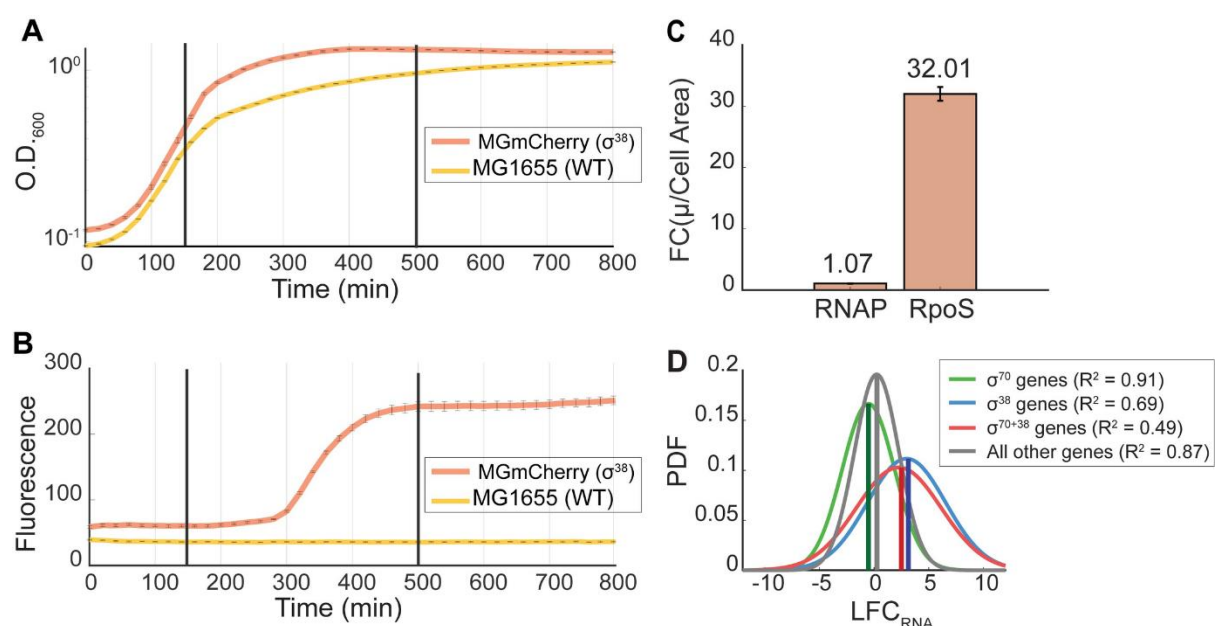 A
10⁰
10⁻¹
O.D.₆₀₀
0 100 200 300 400 500 600 700 800
Time (min)
MGmCherry (σ³⁸)
MG1655 (WT)
B
300
200
100
0
Fluorescence
0 100 200 300 400 500 600 700 800
Time (min)
MGmCherry (σ³⁸)
MG1655 (WT)
C
FC(µ/Cell Area)
30
20
10
0
1.07
32.01
RNAP RpoS
D
PDF
0.2
0.15
0.1
0.05
0
-10 -5 0 5 10
LFC_RNA
σ⁷⁰ genes (R² = 0.91)
σ³⁸ genes (R² = 0.69)
σ⁷⁰⁺³⁸ genes (R² = 0.49)
All other genes (R² = 0.87)